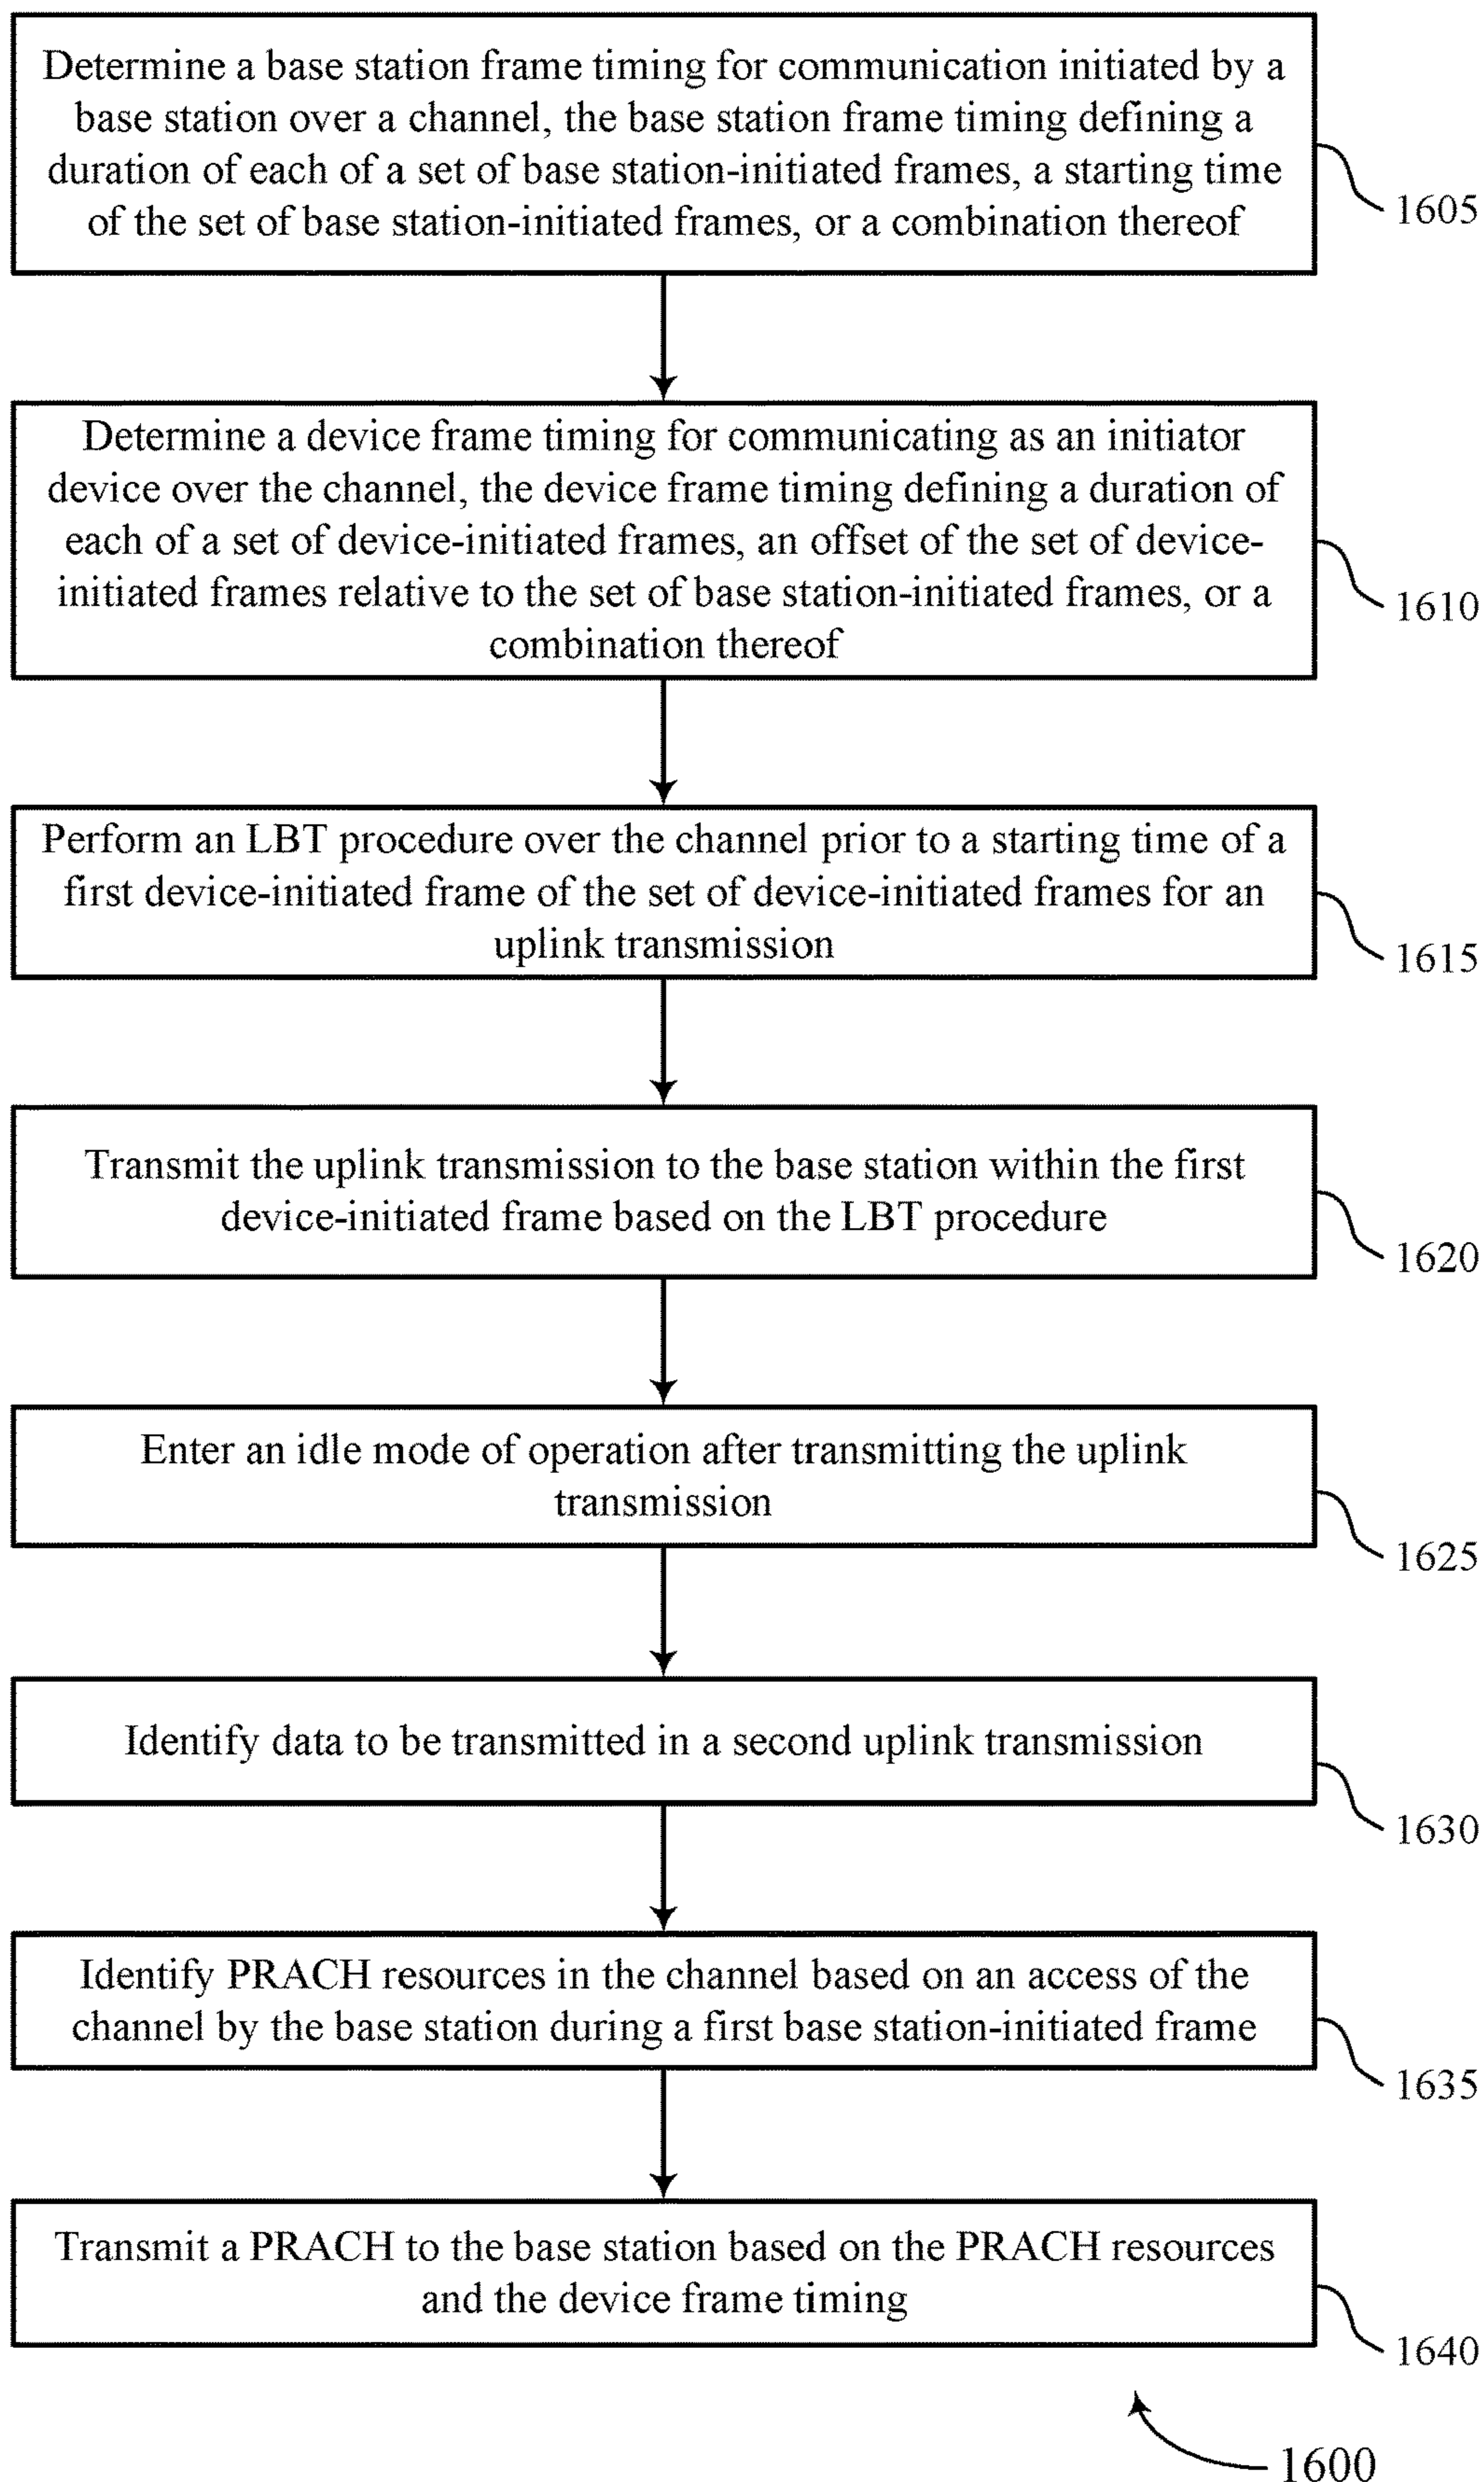 Determine a base station frame timing for communication initiated by a
base station over a channel, the base station frame timing defining a
duration of each of a set of base station-initiated frames, a starting time
of the set of base station-initiated frames, or a combination thereof
1605
Determine a device frame timing for communicating as an initiator
device over the channel, the device frame timing defining a duration of
each of a set of device-initiated frames, an offset of the set of device-
initiated frames relative to the set of base station-initiated frames, or a
combination thereof
1610
Perform an LBT procedure over the channel prior to a starting time of a
first device-initiated frame of the set of device-initiated frames for an
uplink transmission
1615
Transmit the uplink transmission to the base station within the first
device-initiated frame based on the LBT procedure
1620
Enter an idle mode of operation after transmitting the uplink
transmission
1625
Identify data to be transmitted in a second uplink transmission
1630
Identify PRACH resources in the channel based on an access of the
channel by the base station during a first base station-initiated frame
1635
Transmit a PRACH to the base station based on the PRACH resources
and the device frame timing
1640
1600